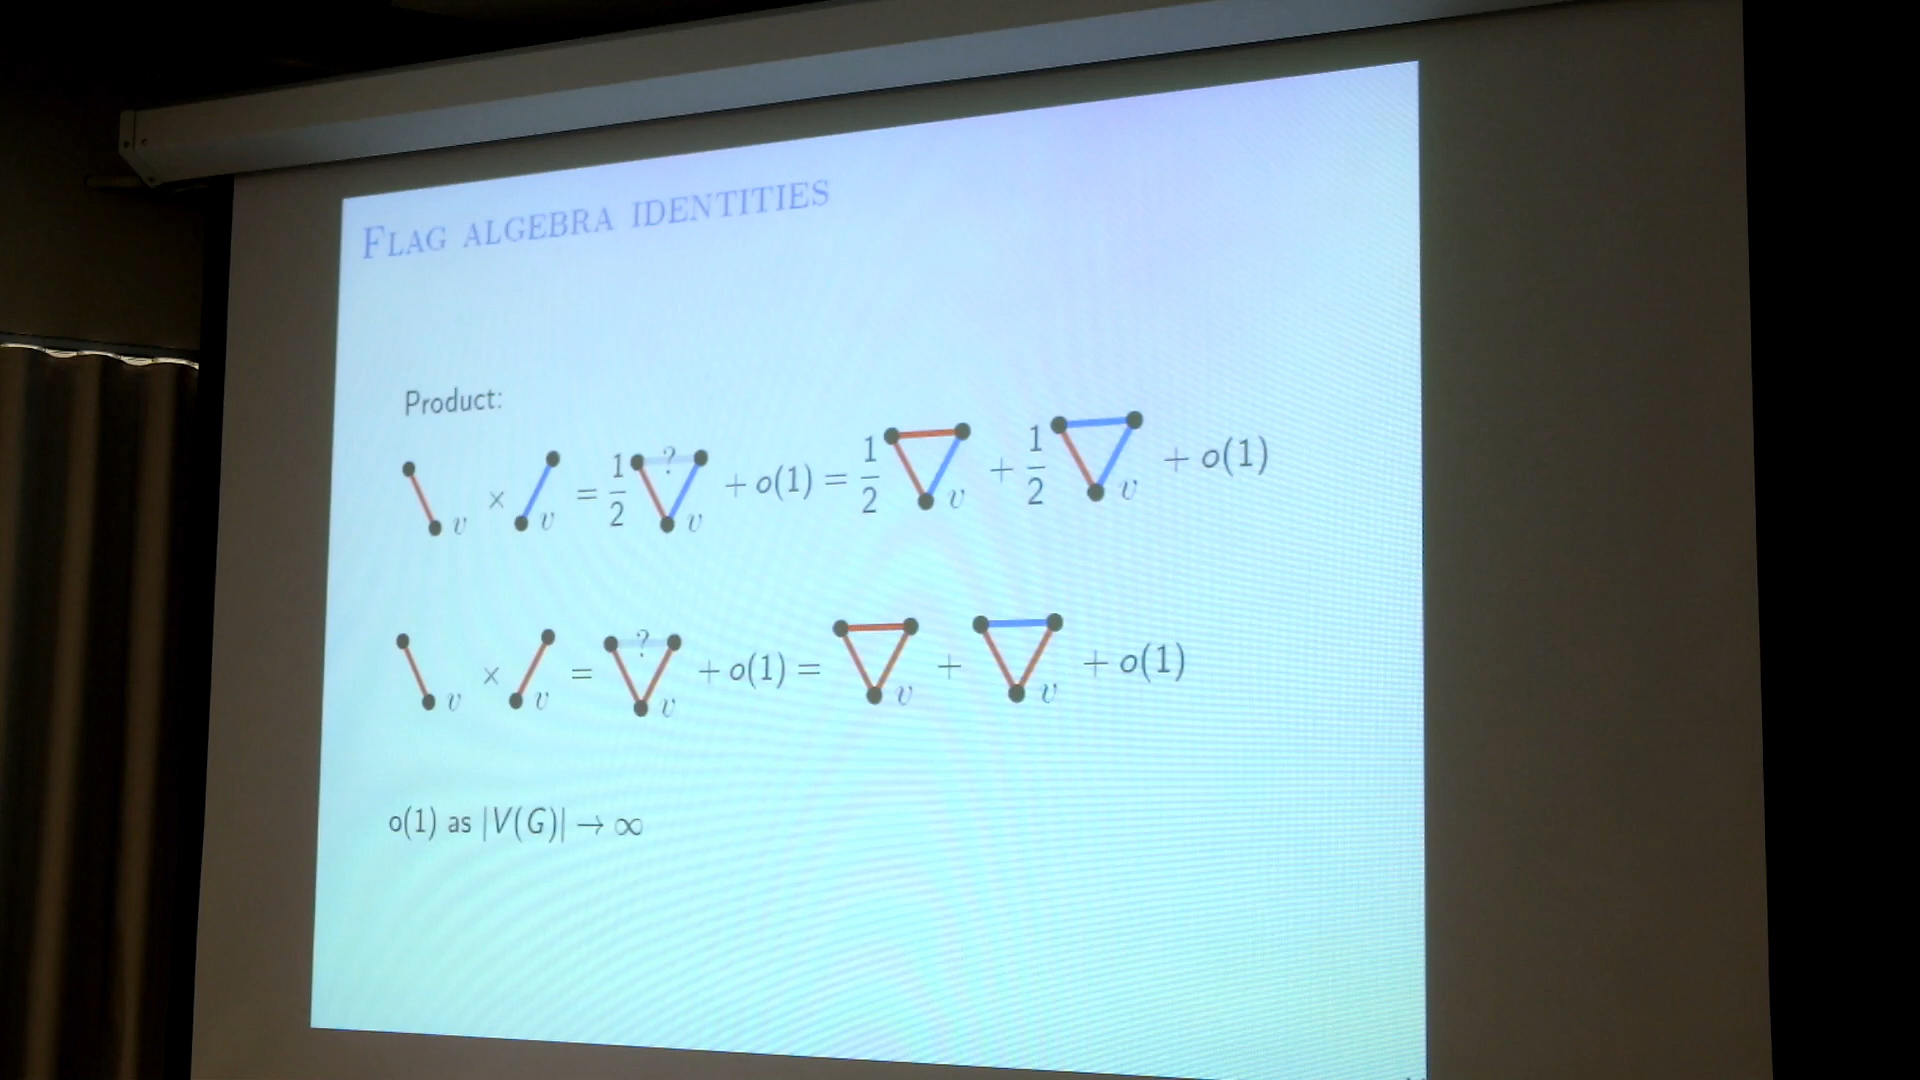 FLAG ALGEBRA IDENTITIES
Product:
v × v = 1/2 ? v + o(1) = 1/2 v + 1/2 v + o(1)
v × v = ? v + o(1) = v + v + o(1)
o(1) as |V(G)| → ∞